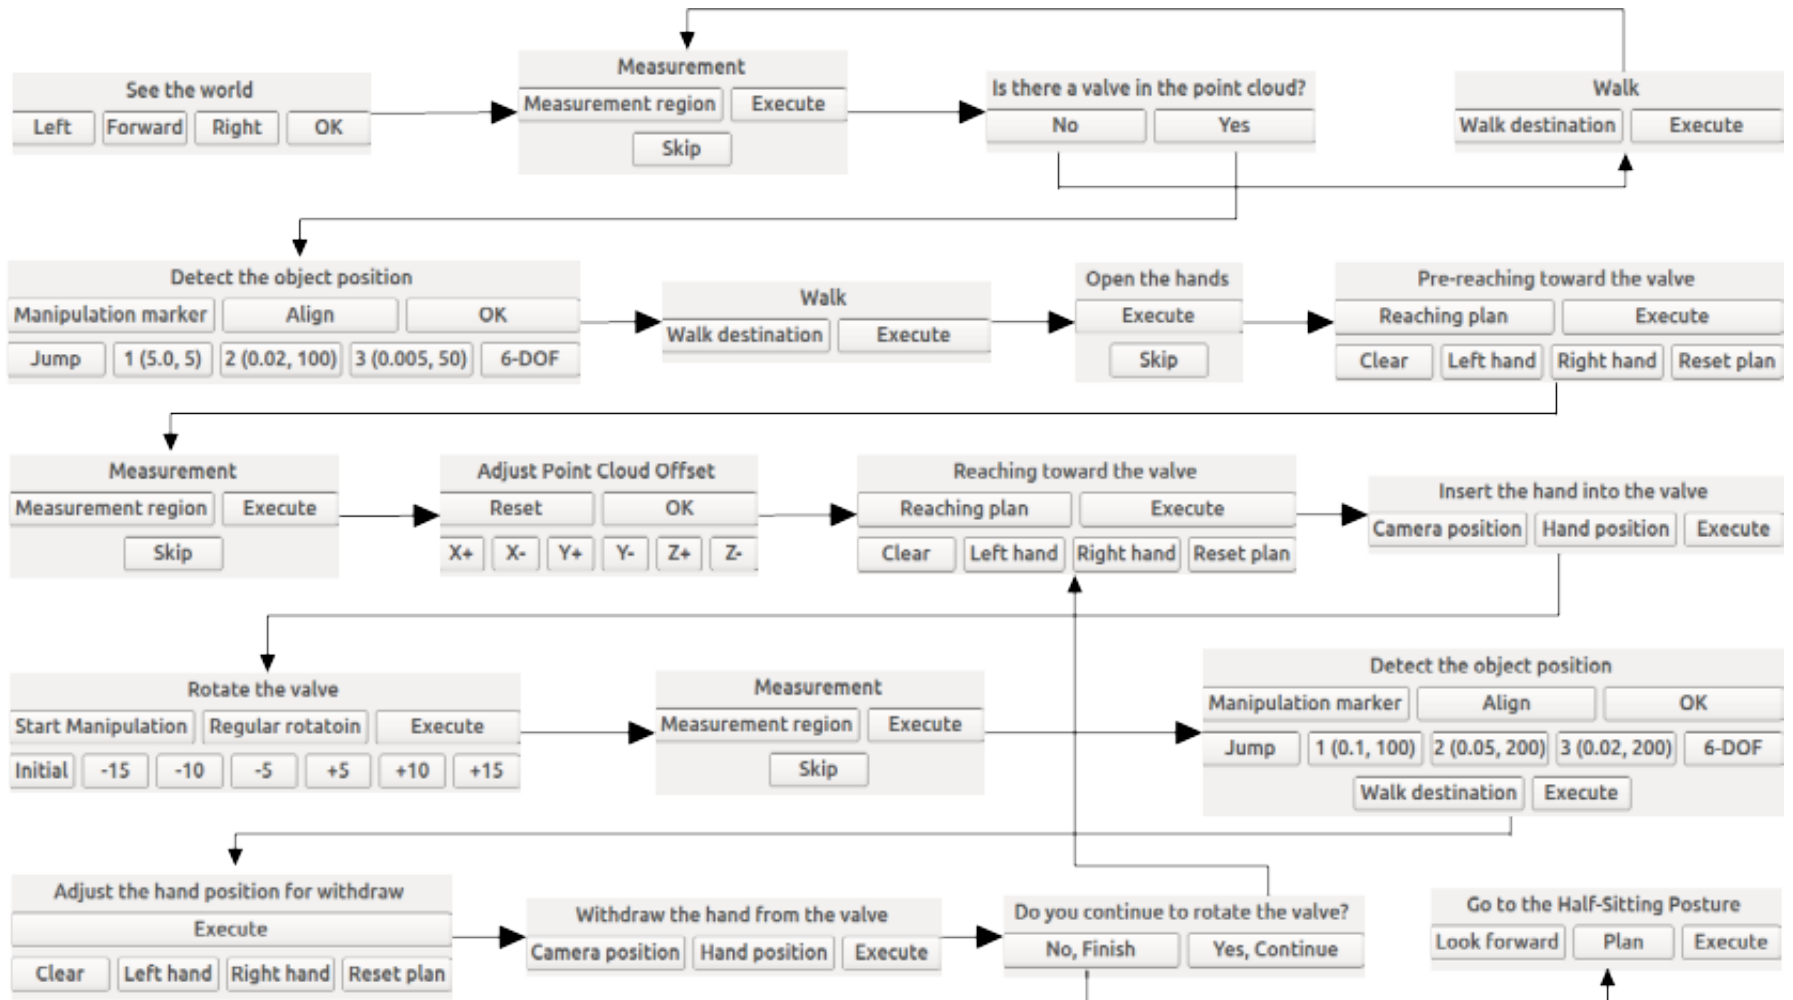 See the world
Left Forward Right OK
Measurement
Measurement region Execute
Skip
Is there a valve in the point cloud?
No Yes
Walk
Walk destination Execute
Detect the object position
Manipulation marker Align OK
Jump 1 (5.0, 5) 2 (0.02, 100) 3 (0.005, 50) 6-DOF
Walk
Walk destination Execute
Open the hands
Execute
Skip
Pre-reaching toward the valve
Reaching plan Execute
Clear Left hand Right hand Reset plan
Measurement
Measurement region Execute
Skip
Adjust Point Cloud Offset
Reset OK
X+ X- Y+ Y- Z+ Z-
Reaching toward the valve
Reaching plan Execute
Clear Left hand Right hand Reset plan
Insert the hand into the valve
Camera position Hand position Execute
Rotate the valve
Start Manipulation Regular rotatoin Execute
Initial -15 -10 -5 +5 +10 +15
Measurement
Measurement region Execute
Skip
Detect the object position
Manipulation marker Align OK
Jump 1 (0.1, 100) 2 (0.05, 200) 3 (0.02, 200) 6-DOF
Walk destination Execute
Adjust the hand position for withdraw
Execute
Clear Left hand Right hand Reset plan
Withdraw the hand from the valve
Camera position Hand position Execute
Do you continue to rotate the valve?
No, Finish Yes, Continue
Go to the Half-Sitting Posture
Look forward Plan Execute